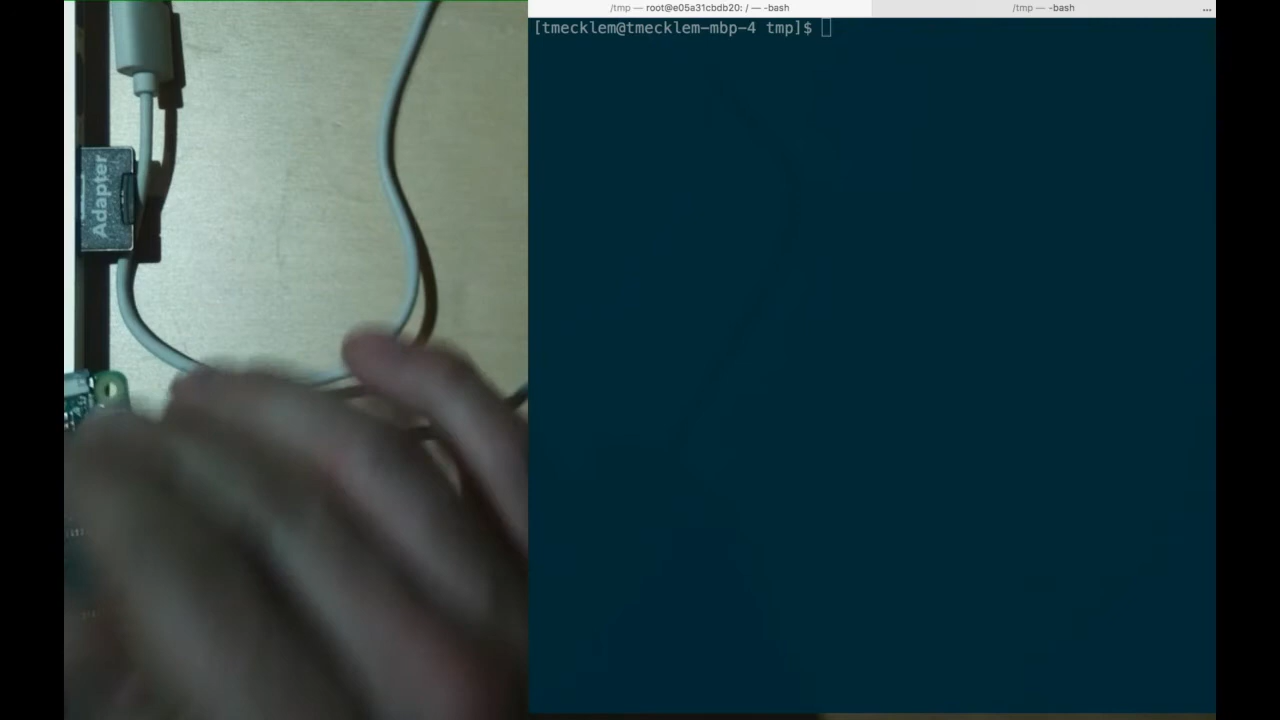 /tmp — root@e05a31cbdb20: / — -bash
/tmp — -bash
...
[tmecklem@tmecklem-mbp-4 tmp]$
Adapter